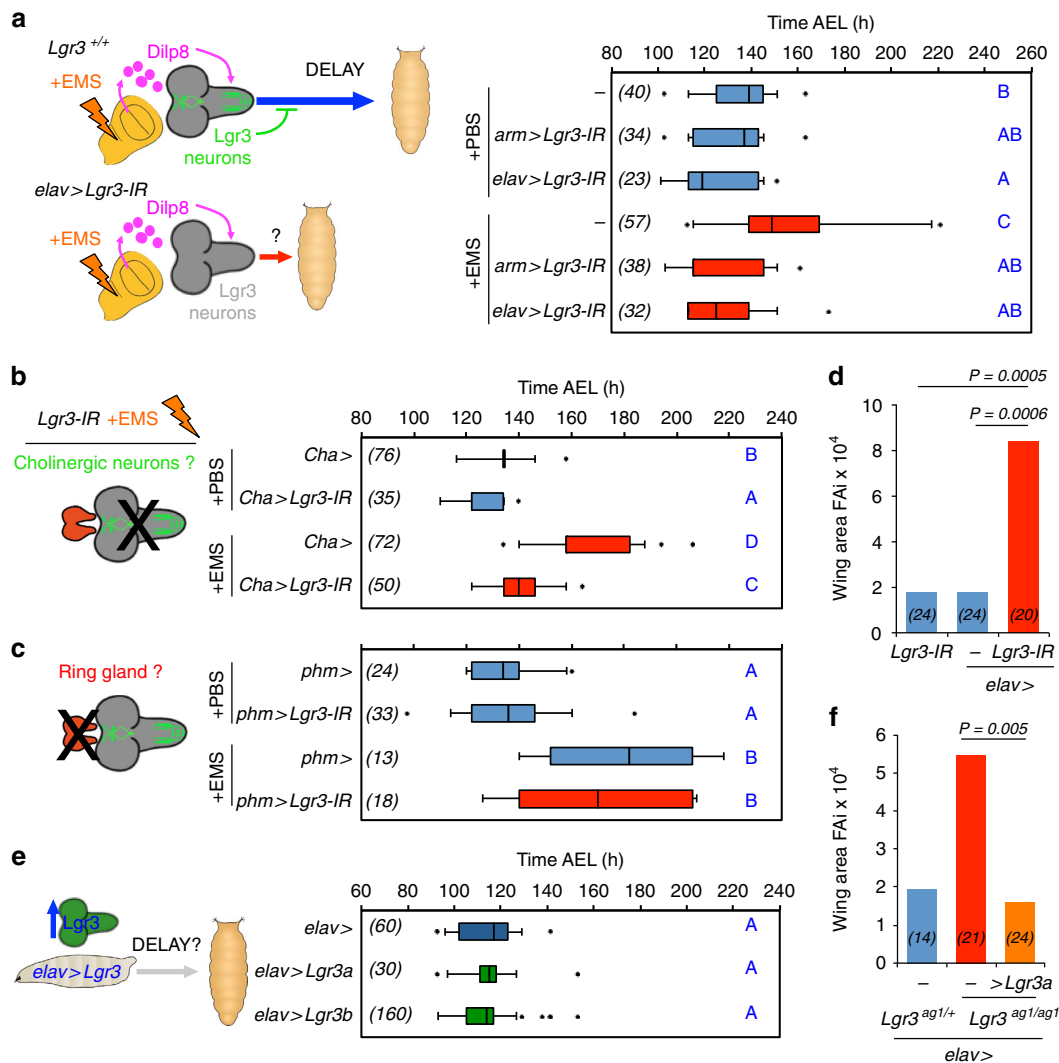 a
Lgr3 +/+
Dilp8
+EMS
DELAY
Lgr3
neurons
elav>Lgr3-IR
Dilp8
+EMS
?
Lgr3
neurons
Time AEL (h)
80 100 120 140 160 180 200 220 240 260
+PBS
– (40) B
arm>Lgr3-IR (34) AB
elav>Lgr3-IR (23) A
+EMS
– (57) C
arm>Lgr3-IR (38) AB
elav>Lgr3-IR (32) AB
b
Lgr3-IR +EMS
Cholinergic neurons ?
X
Time AEL (h)
80 100 120 140 160 180 200 220 240
+PBS
Cha> (76) B
Cha>Lgr3-IR (35) A
+EMS
Cha> (72) D
Cha>Lgr3-IR (50) C
c
Ring gland ?
X
+PBS
phm> (24) A
phm>Lgr3-IR (33) A
+EMS
phm> (13) B
phm>Lgr3-IR (18) B
d
P = 0.0005
P = 0.0006
Wing area FAi x 10⁴
10
8
6
4
2
0
(24) (24) (20)
Lgr3-IR – Lgr3-IR
elav>
e
Lgr3
elav>Lgr3
DELAY?
Time AEL (h)
60 80 100 120 140 160 180 200 220 240
elav> (60) A
elav>Lgr3a (30) A
elav>Lgr3b (160) A
f
P = 0.005
Wing area FAi x 10⁴
6
5
4
3
2
1
0
(14) (21) (24)
– – >Lgr3a
Lgr3 ag1/+ Lgr3 ag1/ag1
elav>